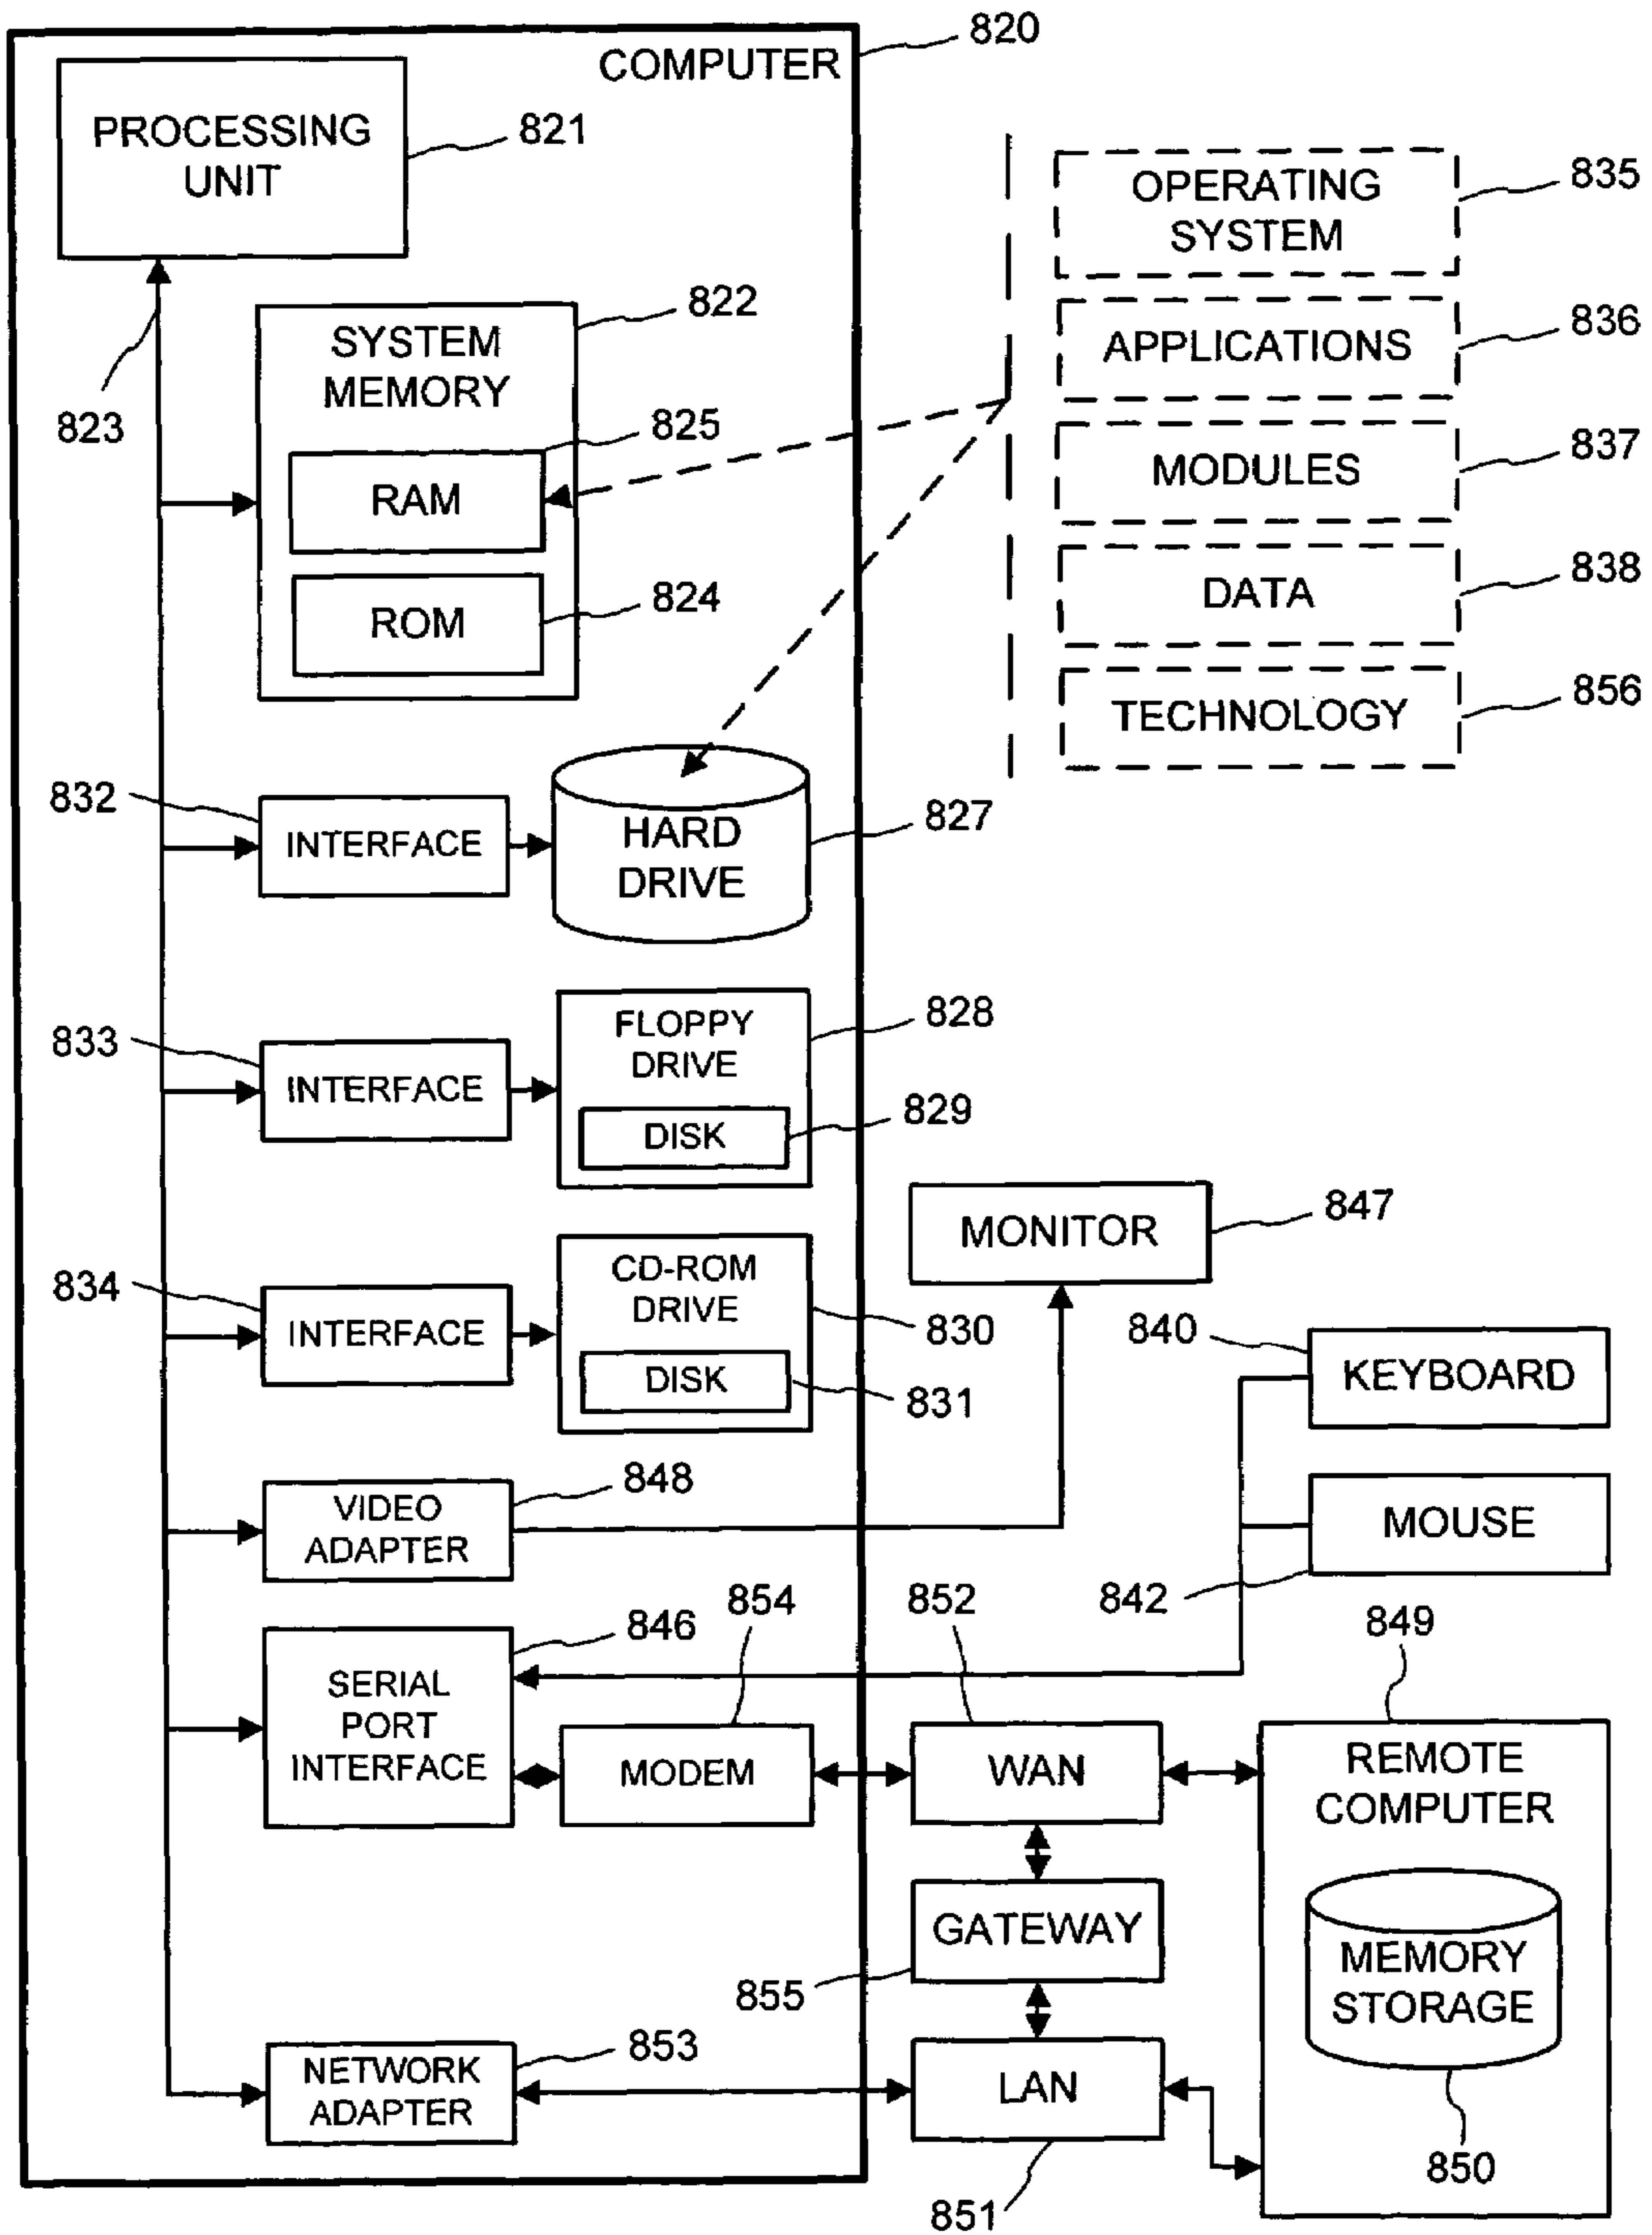 820
COMPUTER
PROCESSING
UNIT
821
OPERATING
SYSTEM
835
822
SYSTEM
MEMORY
823
APPLICATIONS
836
825
RAM
MODULES
837
824
ROM
DATA
838
TECHNOLOGY
856
832
INTERFACE
HARD
DRIVE
827
833
INTERFACE
FLOPPY
DRIVE
828
DISK
829
MONITOR
847
834
INTERFACE
CD-ROM
DRIVE
830
DISK
831
840
KEYBOARD
848
VIDEO
ADAPTER
MOUSE
842
846
854
852
849
SERIAL
PORT
INTERFACE
MODEM
WAN
REMOTE
COMPUTER
GATEWAY
855
MEMORY
STORAGE
850
853
NETWORK
ADAPTER
LAN
851